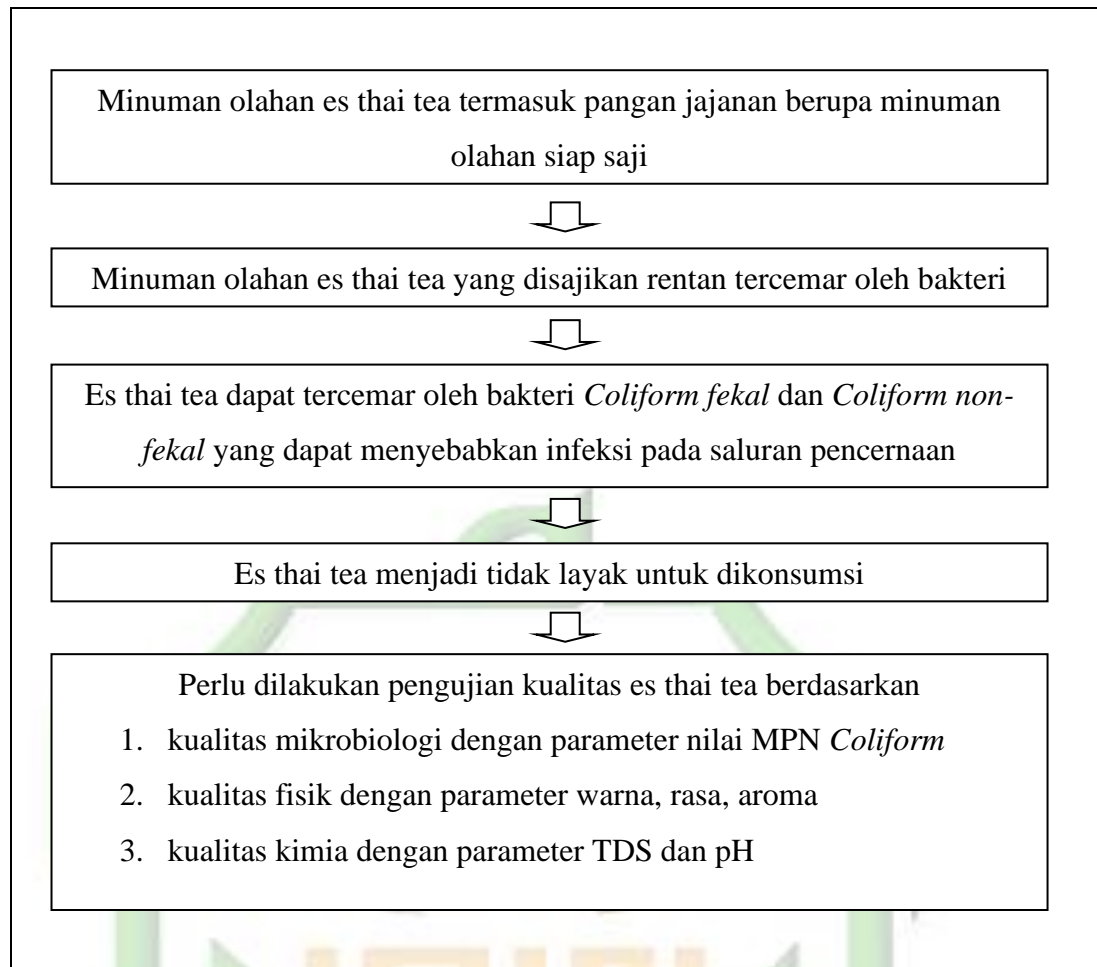 Minuman olahan es thai tea termasuk pangan jajanan berupa minuman
olahan siap saji
Minuman olahan es thai tea yang disajikan rentan tercemar oleh bakteri
Es thai tea dapat tercemar oleh bakteri Coliform fekal dan Coliform non-
fekal yang dapat menyebabkan infeksi pada saluran pencernaan
Es thai tea menjadi tidak layak untuk dikonsumsi
Perlu dilakukan pengujian kualitas es thai tea berdasarkan
1. kualitas mikrobiologi dengan parameter nilai MPN Coliform
2. kualitas fisik dengan parameter warna, rasa, aroma
3. kualitas kimia dengan parameter TDS dan pH